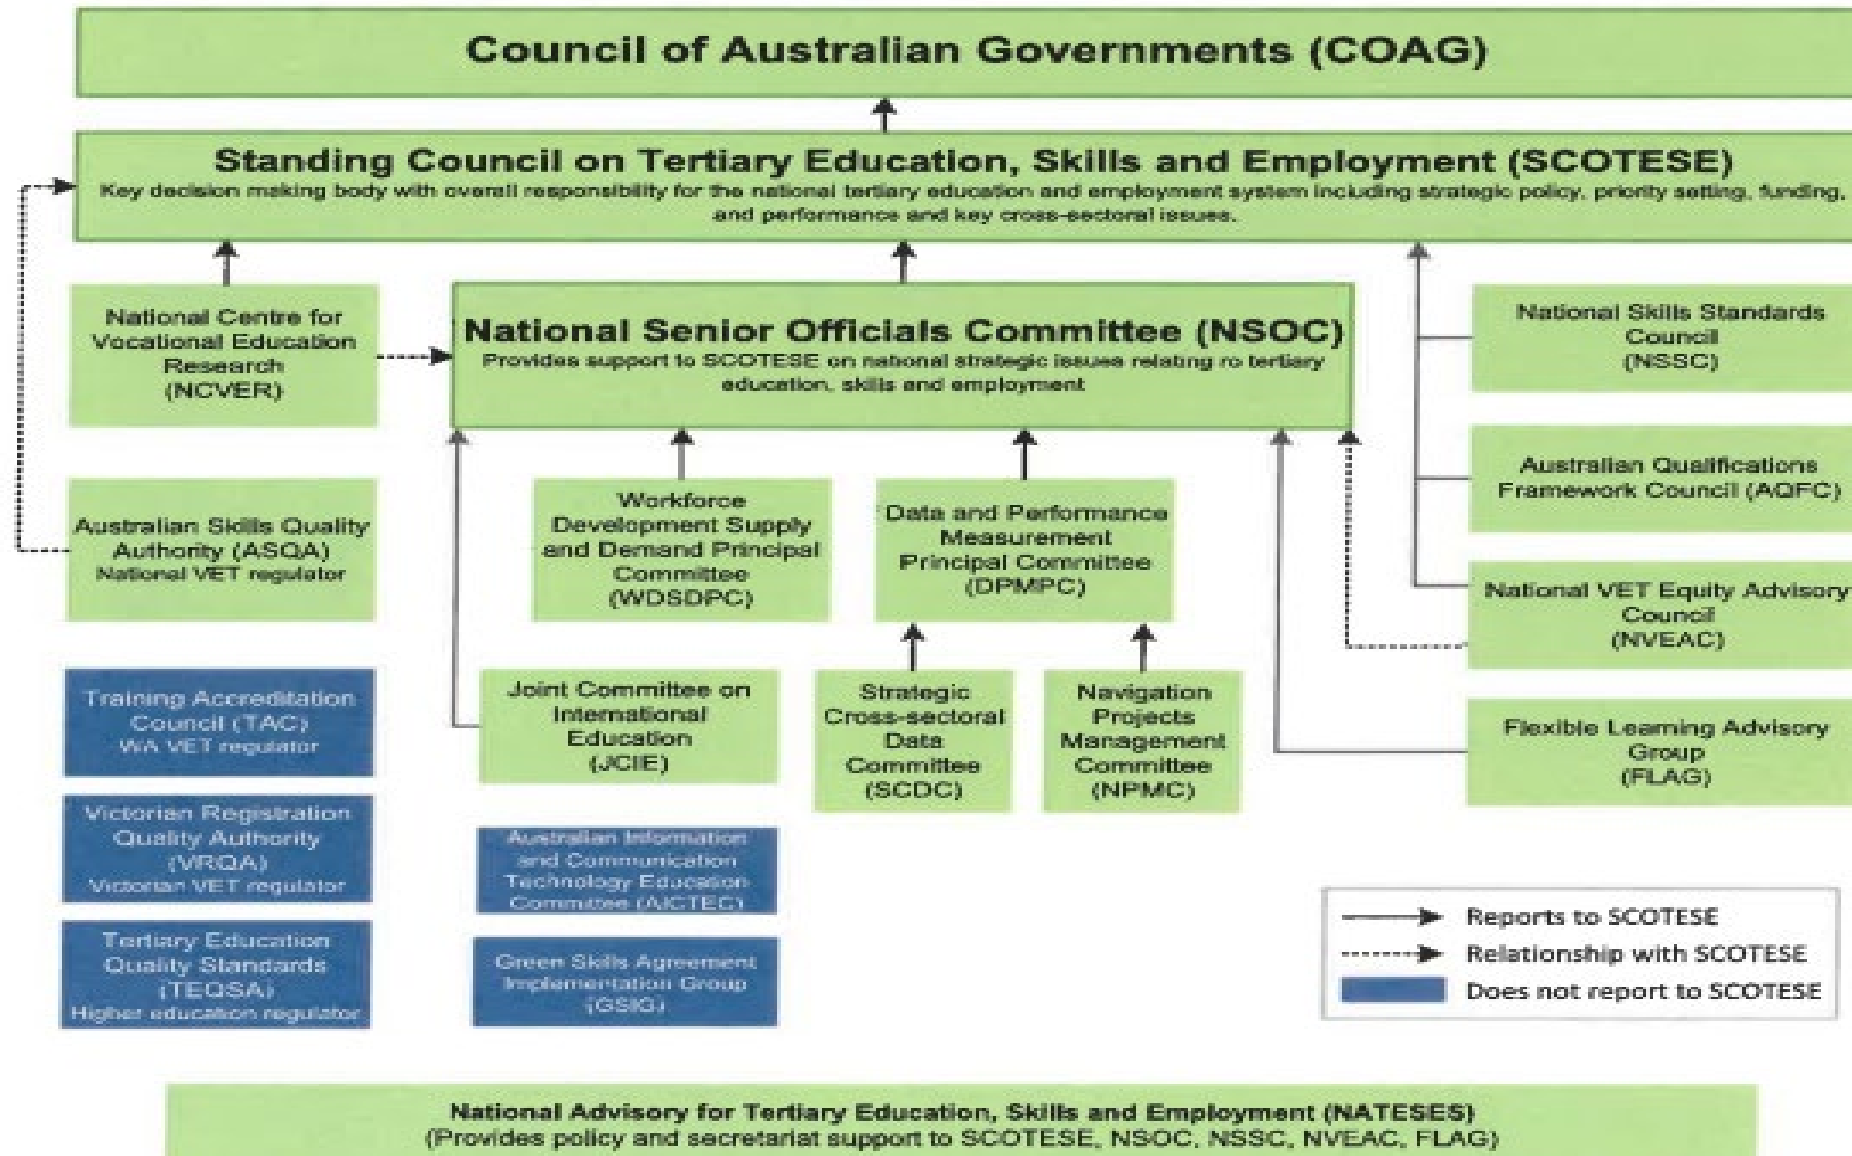 Council of Australian Governments (COAG)
Standing Council on Tertiary Education, Skills and Employment (SCOTESE)
Key decision making body with overall responsibility for the national tertiary education and employment system including strategic policy, priority setting, funding,
and performance and key cross-sectoral issues.
National Centre for
Vocational Education
Research
(NCVER)
National Senior Officials Committee (NSOC)
Provides support to SCOTESE on national strategic issues relating ro tertiary
education, skills and employment
National Skills Standards
Council
(NSSC)
Australian Qualifications
Framework Council (AQFC)
National VET Equity Advisory
Council
(NVEAC)
Flexible Learning Advisory
Group
(FLAG)
Australian Skills Quality
Authority (ASQA)
National VET regulator
Workforce
Development Supply
and Demand Principal
Committee
(WDSDPC)
Data and Performance
Measurement
Principal Committee
(DPMPC)
Training Accreditation
Council (TAC)
WA VET regulator
Joint Committee on
International
Education
(JCIE)
Strategic
Cross-sectoral
Data
Committee
(SCDC)
Navigation
Projects
Management
Committee
(NPMC)
Victorian Registration
Quality Authority
(VRQA)
Victorian VET regulator
Australian Information
and Communication
Technology Education
Committee (AICTEC)
Tertiary Education
Quality Standards
(TEQSA)
Higher education regulator
Green Skills Agreement
Implementation Group
(GSIG)
Reports to SCOTESE
Relationship with SCOTESE
Does not report to SCOTESE
National Advisory for Tertiary Education, Skills and Employment (NATESES)
(Provides policy and secretariat support to SCOTESE, NSOC, NSSC, NVEAC, FLAG)